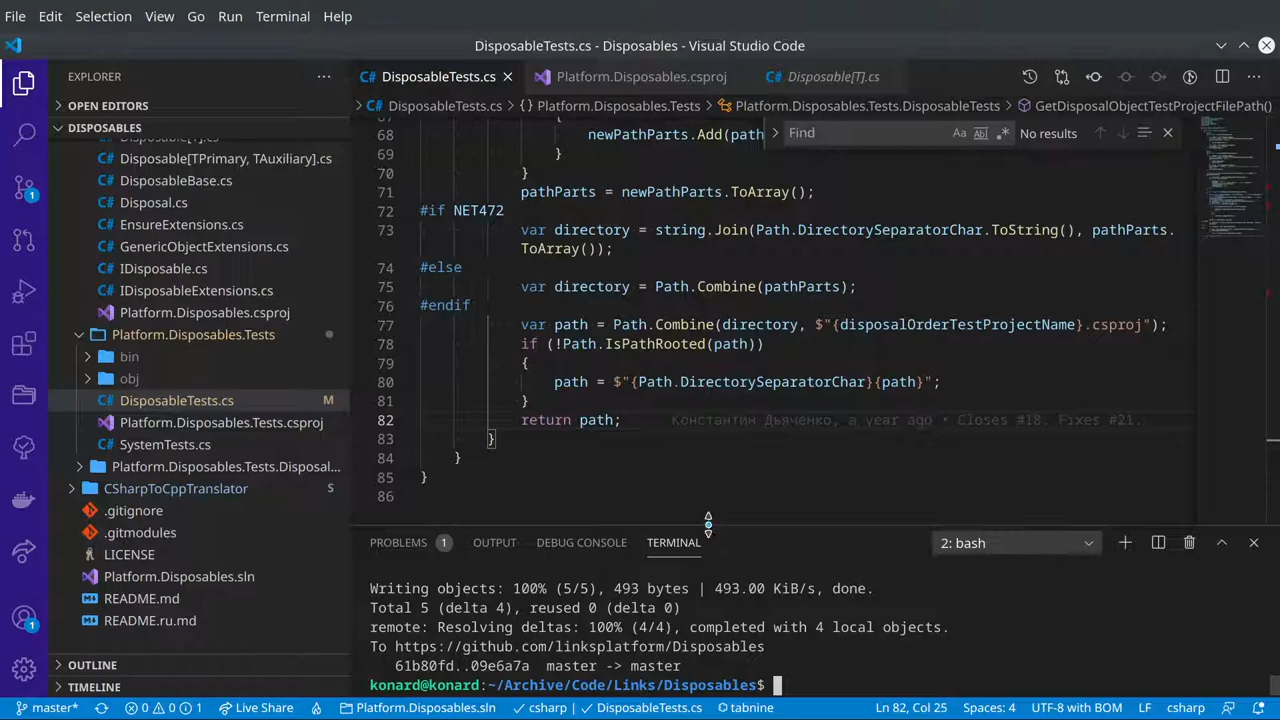 File Edit Selection View Go Run Terminal Help
DisposableTests.cs - Disposables - Visual Studio Code
EXPLORER
OPEN EDITORS
DISPOSABLES
Disposable[T].cs
Disposable[TPrimary, TAuxiliary].cs
DisposableBase.cs
Disposal.cs
EnsureExtensions.cs
GenericObjectExtensions.cs
IDisposable.cs
IDisposableExtensions.cs
Platform.Disposables.csproj
Platform.Disposables.Tests
bin
obj
DisposableTests.cs M
Platform.Disposables.Tests.csproj
SystemTests.cs
Platform.Disposables.Tests.Disposal...
CSharpToCppTranslator S
.gitignore
.gitmodules
LICENSE
Platform.Disposables.sln
README.md
README.ru.md
OUTLINE
TIMELINE
DisposableTests.cs Platform.Disposables.csproj Disposable[T].cs
DisposableTests.cs {} Platform.Disposables.Tests Platform.Disposables.Tests.DisposableTests GetDisposalObjectTestProjectFilePath()
Find Aa Ab| .* No results
67 {
68 newPathParts.Add(path
69 }
70 }
71 pathParts = newPathParts.ToArray();
72 #if NET472
73 var directory = string.Join(Path.DirectorySeparatorChar.ToString(), pathParts.
ToArray());
74 #else
75 var directory = Path.Combine(pathParts);
76 #endif
77 var path = Path.Combine(directory, $"{disposalOrderTestProjectName}.csproj");
78 if (!Path.IsPathRooted(path))
79 {
80 path = $"{Path.DirectorySeparatorChar}{path}";
81 }
82 return path; Константин Дьяченко, a year ago • Closes #18. Fixes #21.
83 }
84 }
85 }
86
PROBLEMS 1 OUTPUT DEBUG CONSOLE TERMINAL 2: bash
Writing objects: 100% (5/5), 493 bytes | 493.00 KiB/s, done.
Total 5 (delta 4), reused 0 (delta 0)
remote: Resolving deltas: 100% (4/4), completed with 4 local objects.
To https://github.com/linksplatform/Disposables
61b80fd..09e6a7a master -> master
konard@konard:~/Archive/Code/Links/Disposables$
1
1
master* 0 0 1 Live Share Platform.Disposables.sln csharp | DisposableTests.cs tabnine Ln 82, Col 25 Spaces: 4 UTF-8 with BOM LF csharp